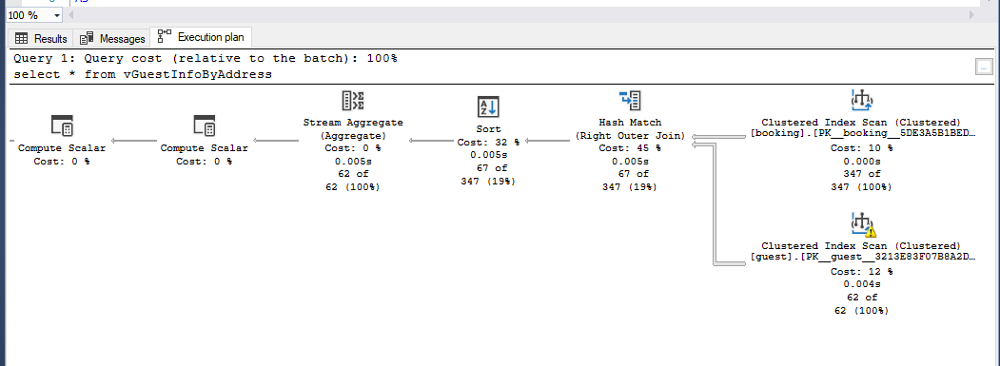 100 %
Results
Messages
Execution plan
Query 1: Query cost (relative to the batch): 100%
select * from vGuestInfoByAddress
...
Compute Scalar
Cost: 0 %
Compute Scalar
Cost: 0 %
Stream Aggregate
(Aggregate)
Cost: 0 %
0.005s
62 of
62 (100%)
Sort
Cost: 32 %
0.005s
67 of
347 (19%)
Hash Match
(Right Outer Join)
Cost: 45 %
0.005s
67 of
347 (19%)
Clustered Index Scan (Clustered)
[booking].[PK__booking__5DE3A5B1BED…
Cost: 10 %
0.000s
347 of
347 (100%)
Clustered Index Scan (Clustered)
[guest].[PK__guest__3213E83F07B8A2D…
Cost: 12 %
0.004s
62 of
62 (100%)